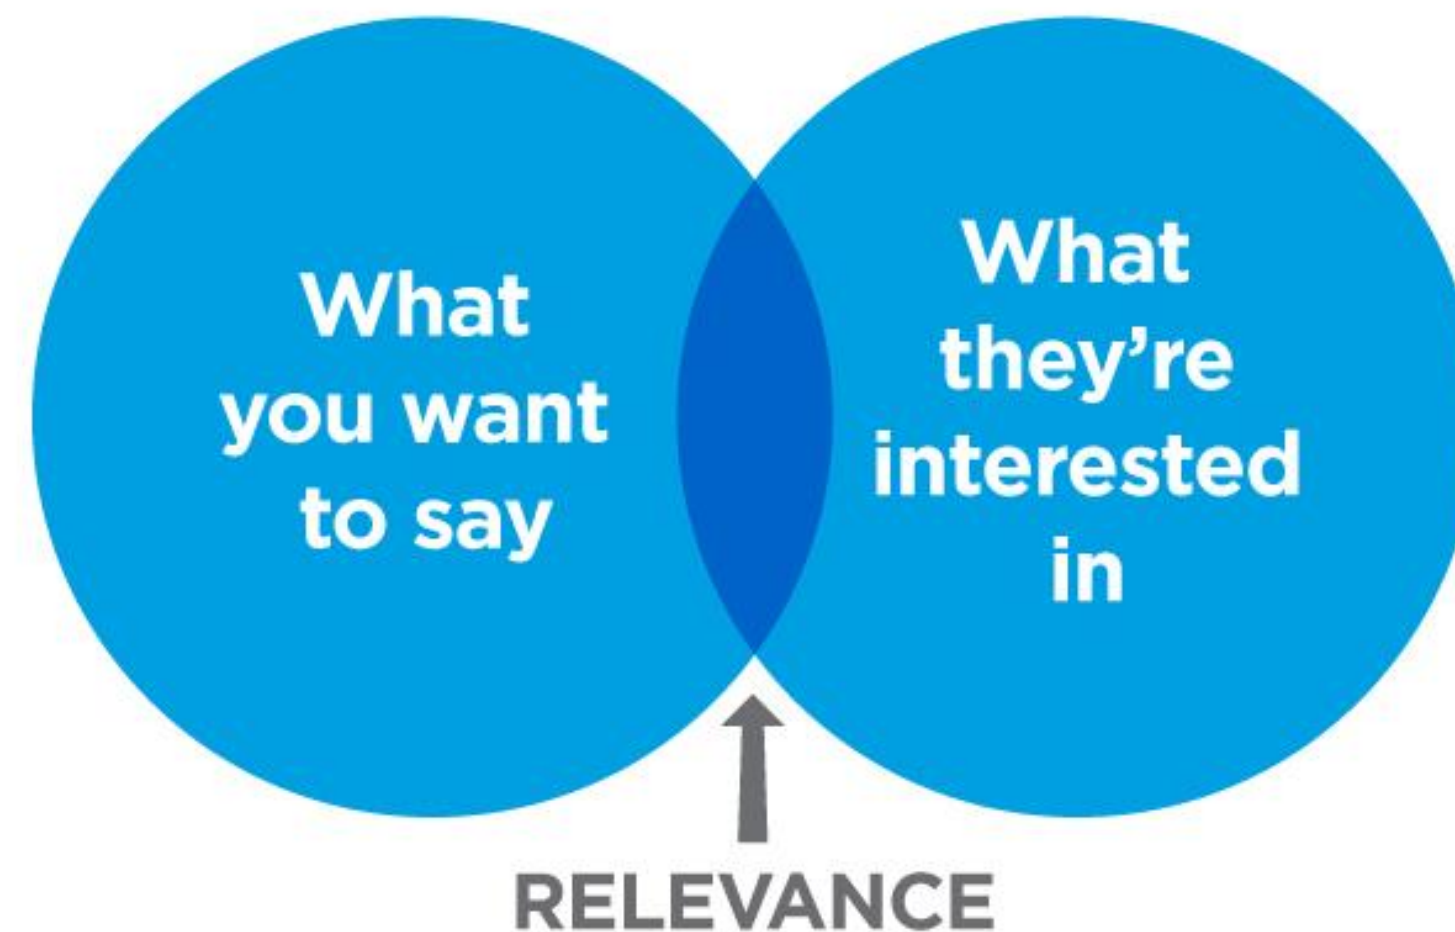 What
you want
to say
What
they’re
interested
in
RELEVANCE